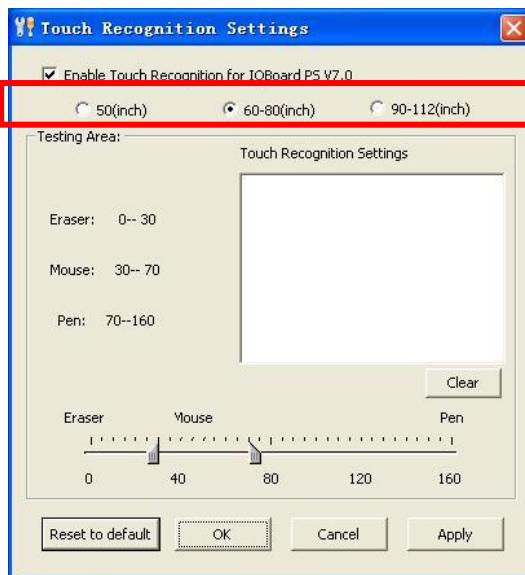 Touch Recognition Settings
Enable Touch Recognition for IOBoard PS V7.0
50(inch) 60-80(inch) 90-112(inch)
Testing Area:
Touch Recognition Settings
Eraser: 0-- 30
Mouse: 30-- 70
Pen: 70--160
Clear
Eraser Mouse Pen
0 40 80 120 160
Reset to default OK Cancel Apply